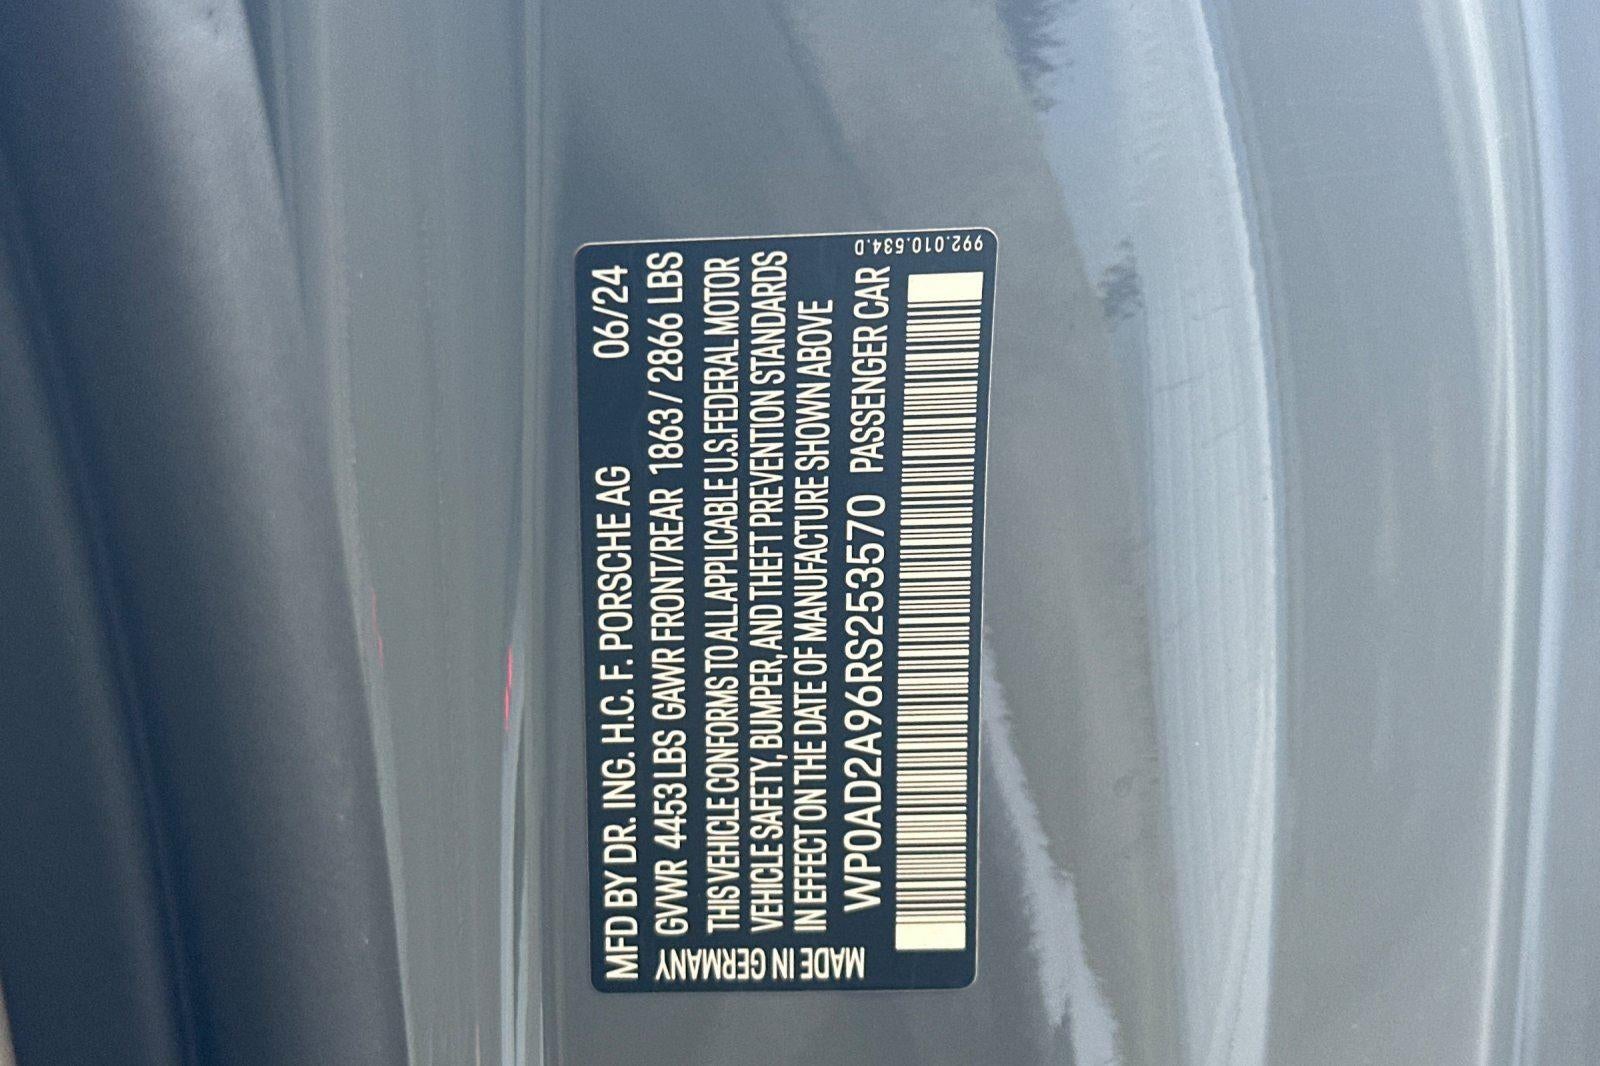 MFD BY DR. ING. H.C. F. PORSCHE AG 06/24
GVWR 4453 LBS GAWR FRONT/REAR 1863 / 2866 LBS
THIS VEHICLE CONFORMS TO ALL APPLICABLE U.S. FEDERAL MOTOR
VEHICLE SAFETY, BUMPER, AND THEFT PREVENTION STANDARDS
IN EFFECT ON THE DATE OF MANUFACTURE SHOWN ABOVE
WP0AD2A96RS253570 PASSENGER CAR
MADE IN GERMANY
992.010.534.D